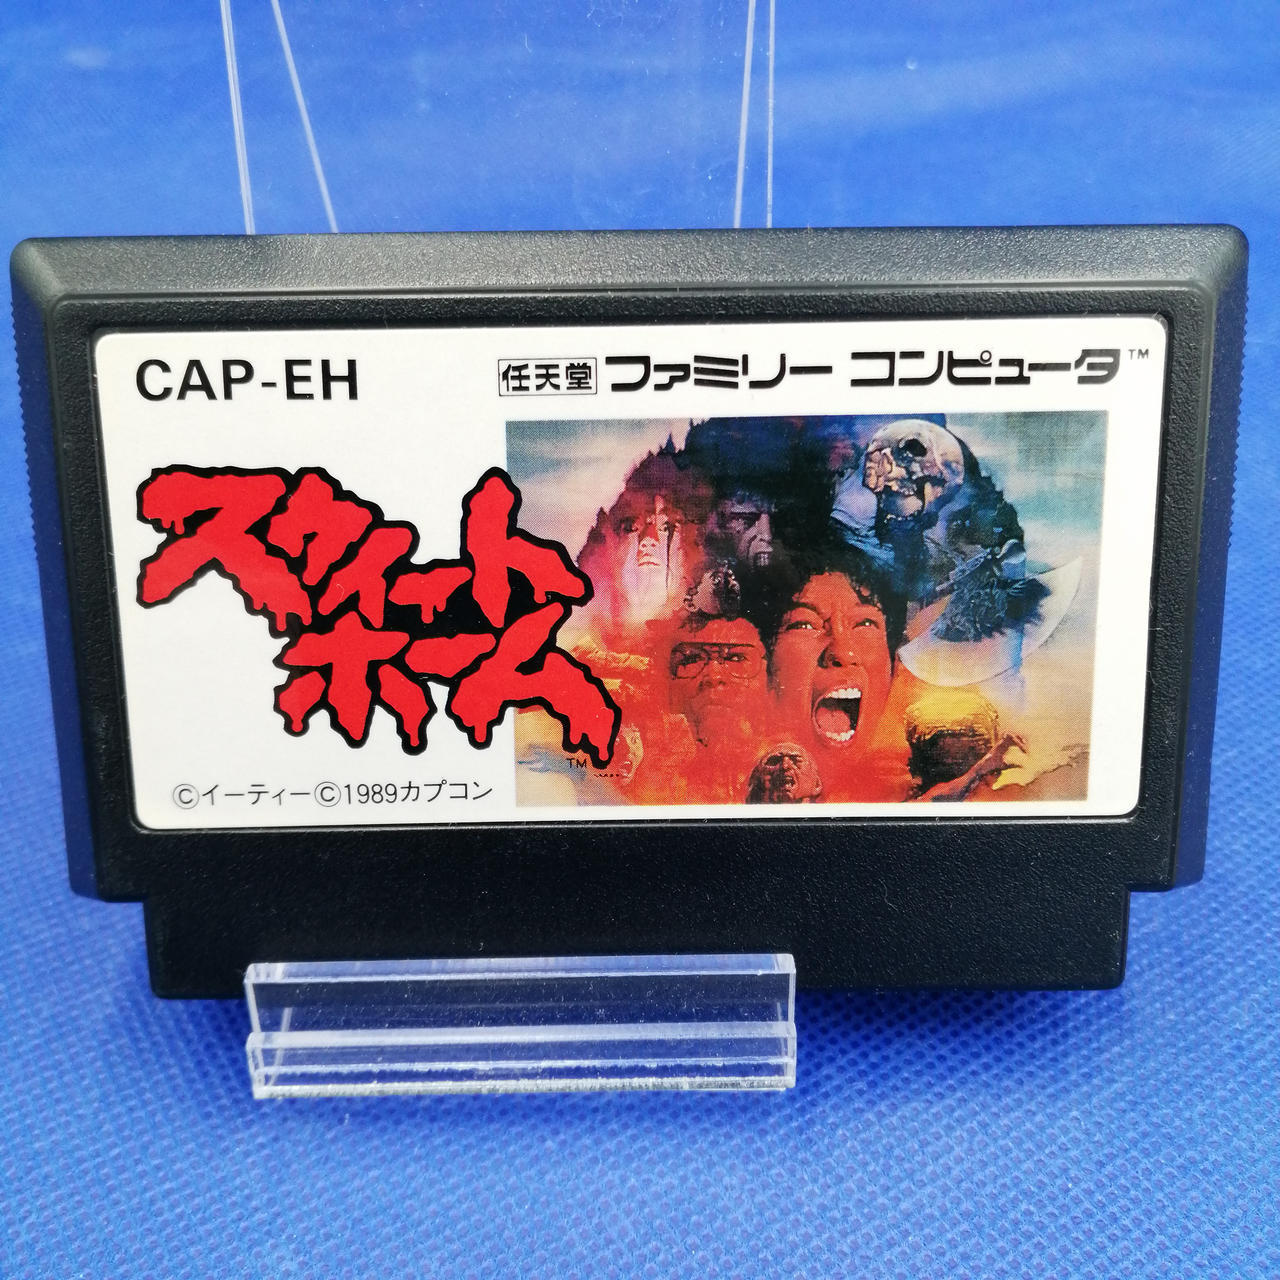 CAP-EH
任天堂 ファミリー コンピュータ™
スウィート
ホーム
TM
©イーティー©1989カプコン